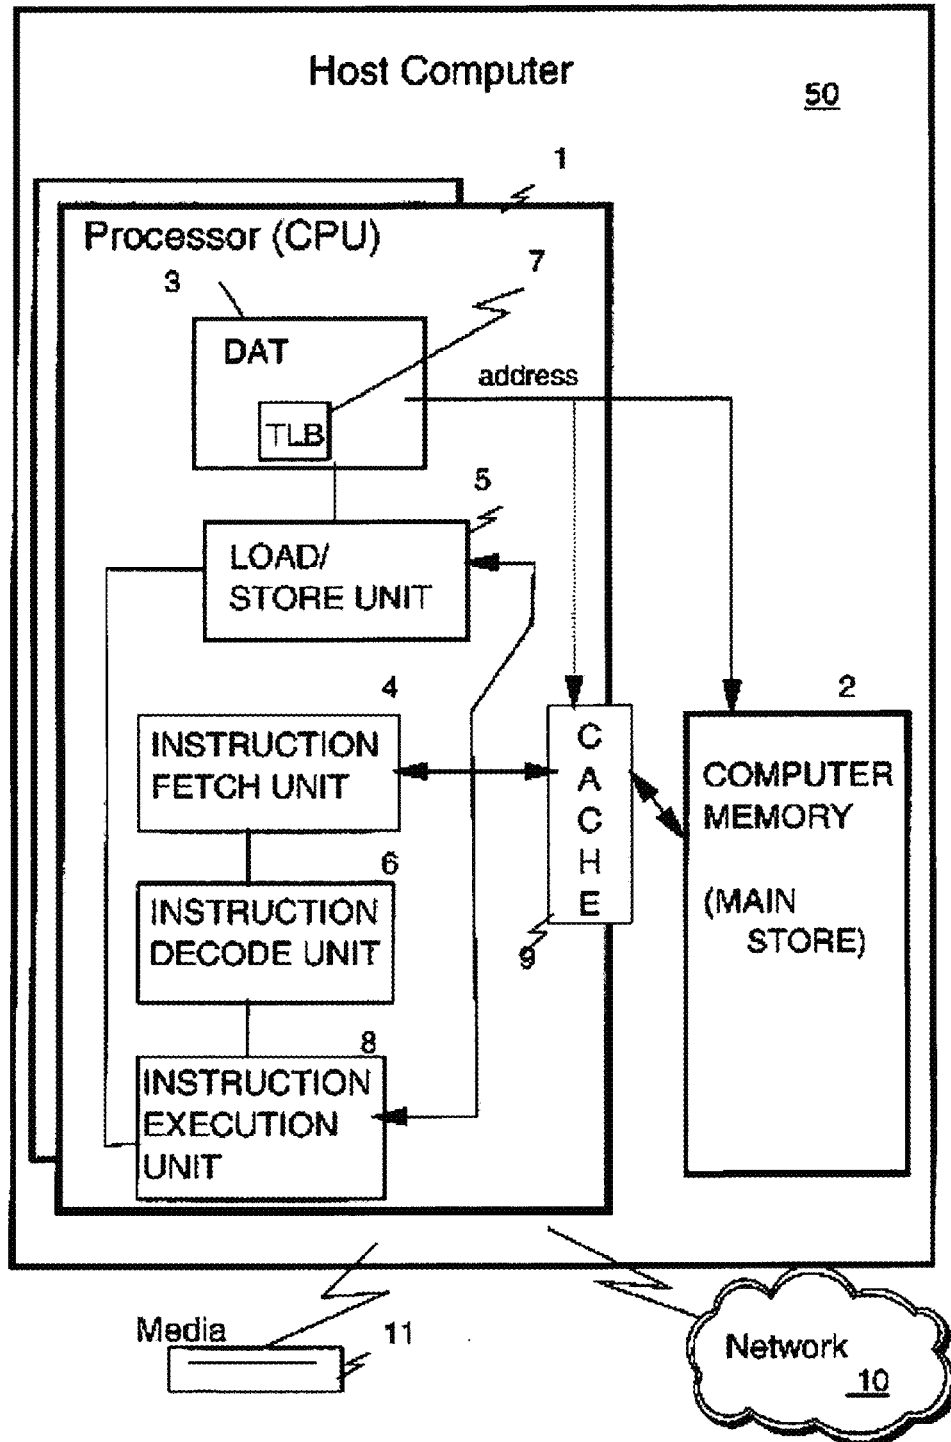 Host Computer
50
1
Processor (CPU)
3
7
DAT
address
TLB
5
LOAD/
STORE UNIT
4
2
INSTRUCTION
FETCH UNIT
C
A
C
H
E
COMPUTER
MEMORY
(MAIN
STORE)
6
INSTRUCTION
DECODE UNIT
9
8
INSTRUCTION
EXECUTION
UNIT
Media
11
Network
10